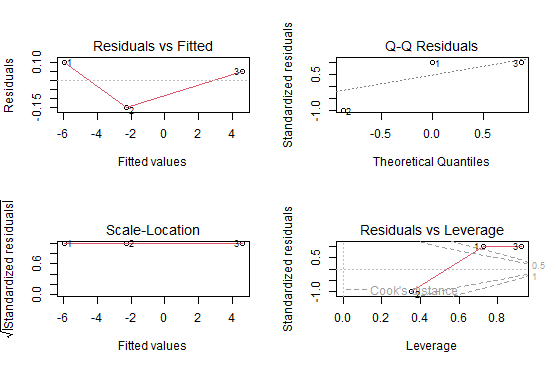 Residuals vs Fitted
Residuals
0.10
-0.15
1
2
3
-6 -4 -2 0 2 4
Fitted values
Q-Q Residuals
Standardized residuals
0.5
-1.0
1
2
3
-0.5 0.0 0.5
Theoretical Quantiles
Scale-Location
√|Standardized residuals|
0.6
0.0
1
2
3
-6 -4 -2 0 2 4
Fitted values
Residuals vs Leverage
Standardized residuals
0.5
-1.0
1
2
3
Cook's distance
0.5
1
0.0 0.2 0.4 0.6 0.8
Leverage